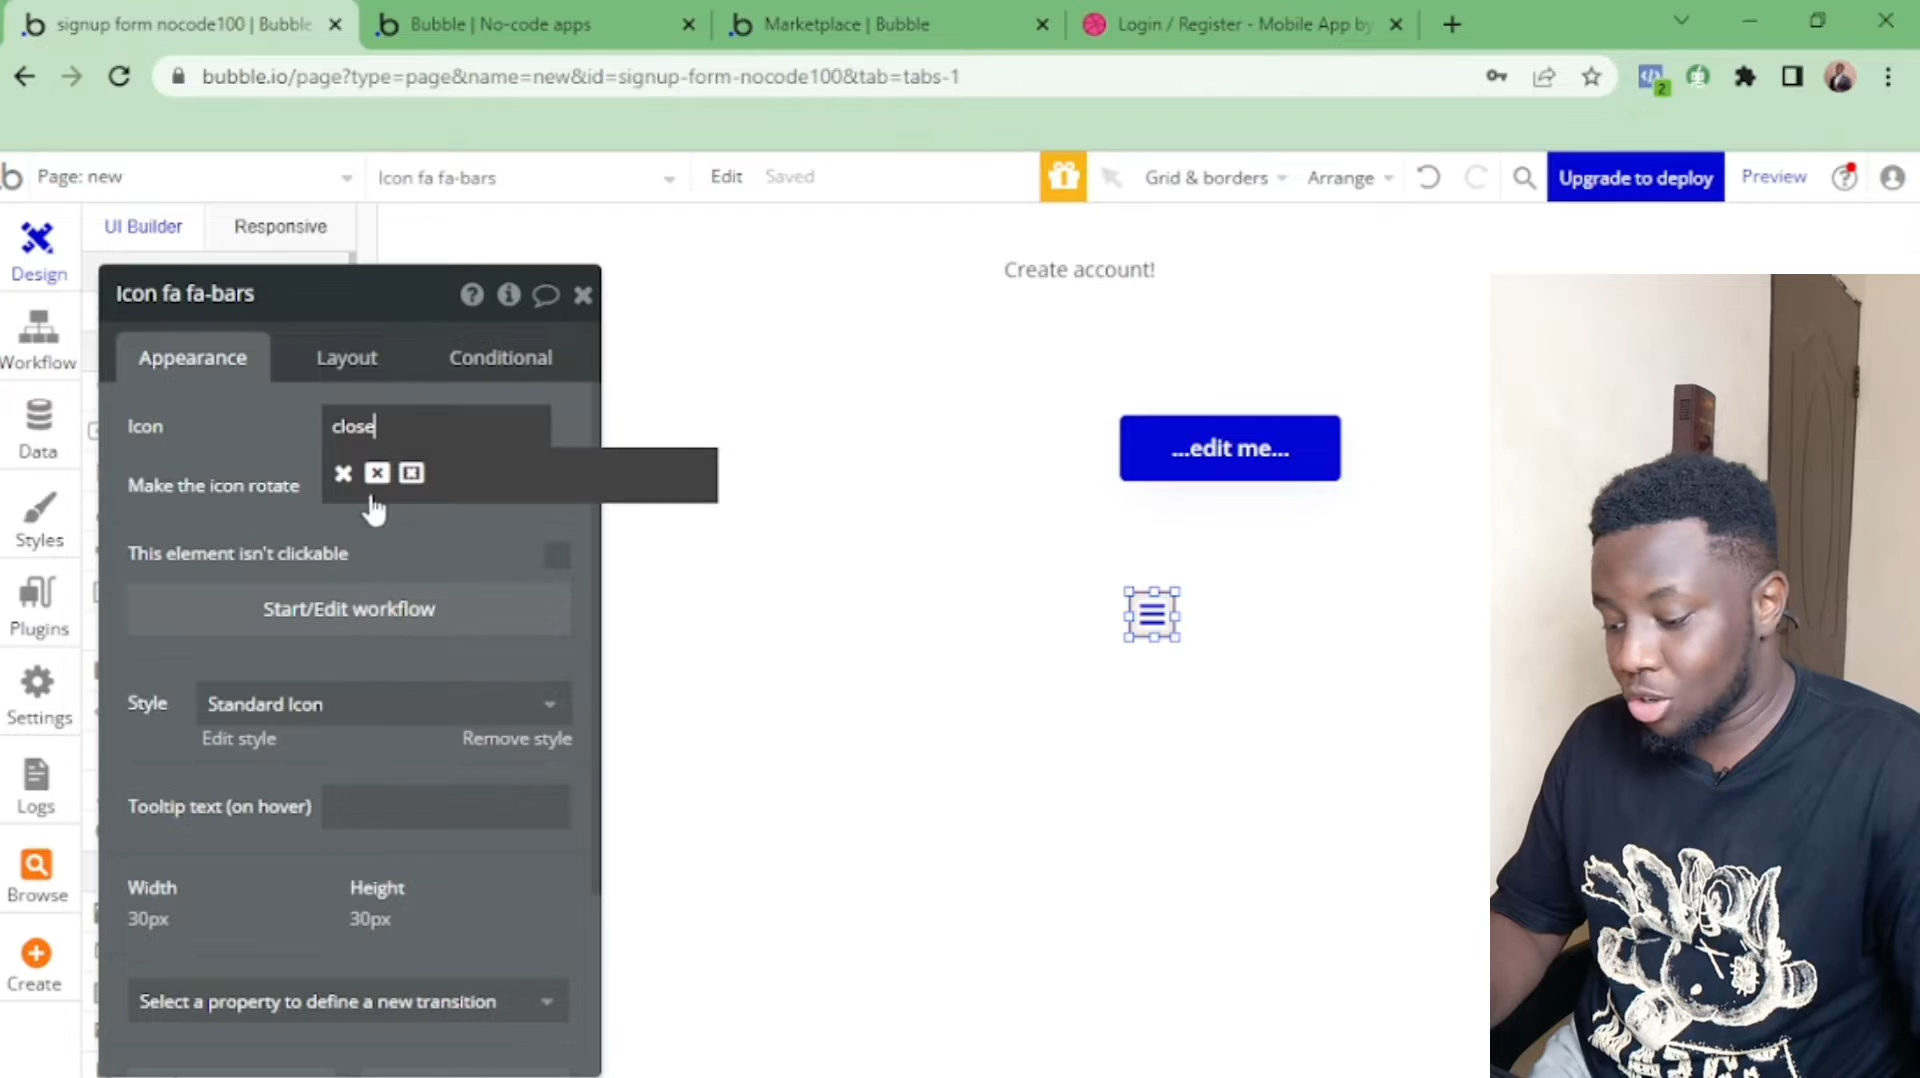 signup form nocode100 | Bubble
Bubble | No-code apps
Marketplace | Bubble
Login / Register - Mobile App by
bubble.io/page?type=page&name=new&id=signup-form-nocode100&tab=tabs-1
2
Page: new
Icon fa fa-bars
Edit
Saved
Grid & borders
Arrange
Upgrade to deploy
Preview
UI Builder
Responsive
Design
Workflow
Data
Styles
Plugins
Settings
Logs
Browse
Create
Icon fa fa-bars
Appearance
Layout
Conditional
Icon
close
Make the icon rotate
This element isn't clickable
Start/Edit workflow
Style
Standard Icon
Edit style
Remove style
Tooltip text (on hover)
Width
Height
30px
30px
Select a property to define a new transition
Create account!
...edit me...